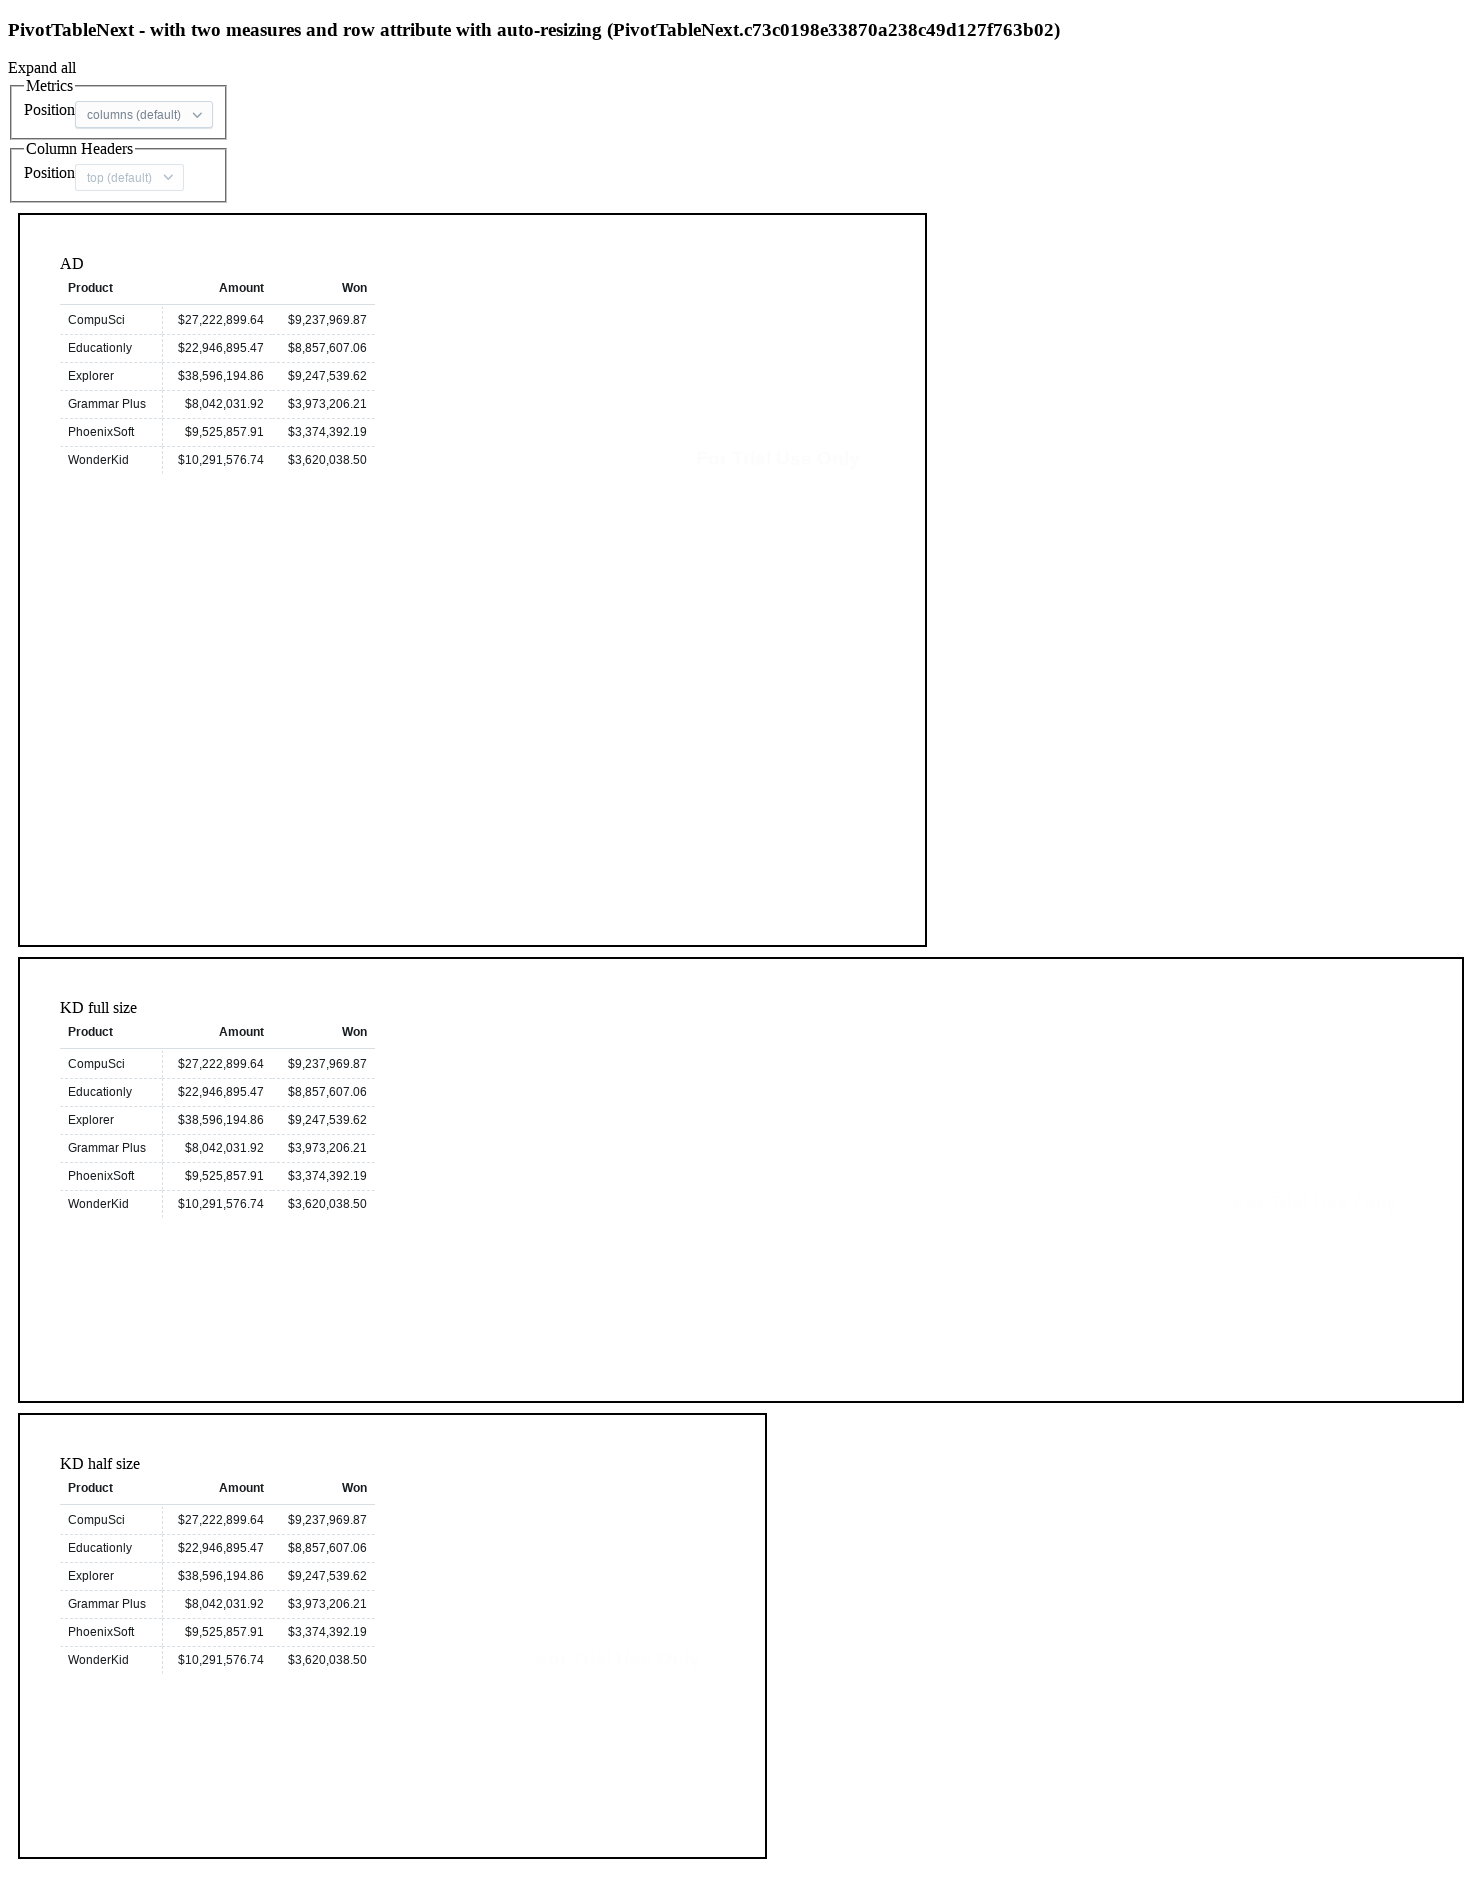 PivotTableNext - with two measures and row attribute with auto-resizing (PivotTableNext.c73c0198e33870a238c49d127f763b02)
Expand all
Metrics
Position columns (default)
Column Headers
Position top (default)
AD
Product Amount Won
CompuSci $27,222,899.64 $9,237,969.87
Educationly $22,946,895.47 $8,857,607.06
Explorer $38,596,194.86 $9,247,539.62
Grammar Plus $8,042,031.92 $3,973,206.21
PhoenixSoft $9,525,857.91 $3,374,392.19
WonderKid $10,291,576.74 $3,620,038.50
For Trial Use Only
KD full size
Product Amount Won
CompuSci $27,222,899.64 $9,237,969.87
Educationly $22,946,895.47 $8,857,607.06
Explorer $38,596,194.86 $9,247,539.62
Grammar Plus $8,042,031.92 $3,973,206.21
PhoenixSoft $9,525,857.91 $3,374,392.19
WonderKid $10,291,576.74 $3,620,038.50
KD half size
Product Amount Won
CompuSci $27,222,899.64 $9,237,969.87
Educationly $22,946,895.47 $8,857,607.06
Explorer $38,596,194.86 $9,247,539.62
Grammar Plus $8,042,031.92 $3,973,206.21
PhoenixSoft $9,525,857.91 $3,374,392.19
WonderKid $10,291,576.74 $3,620,038.50